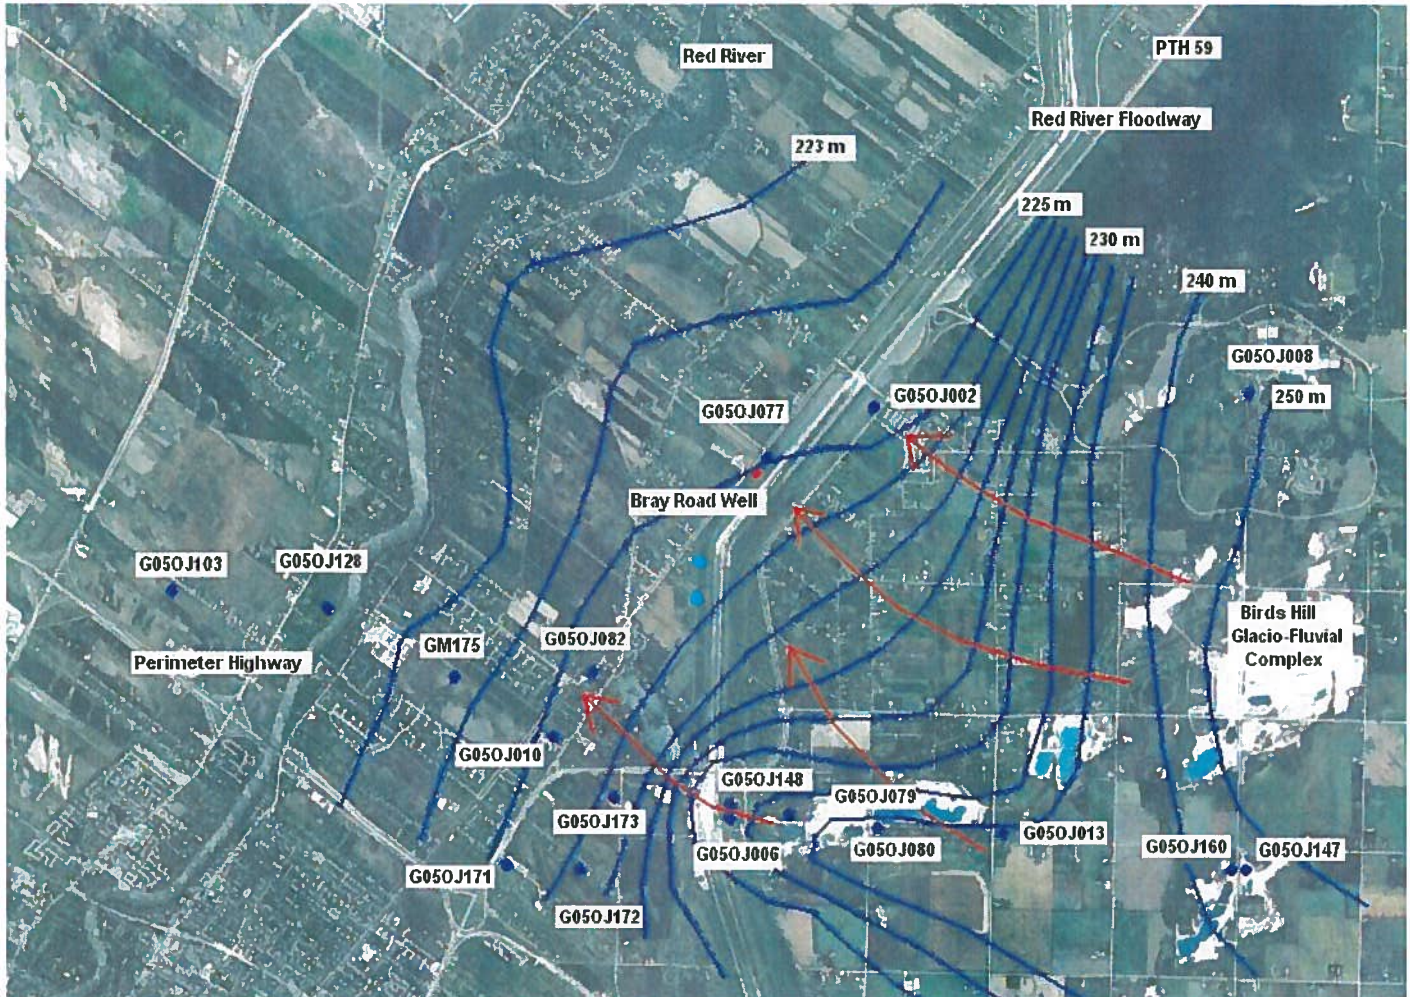 Red River
PTH 59
Red River Floodway
223 m
225 m
230 m
240 m
G05OJ008
250 m
G05OJ002
G05OJ077
Bray Road Well
G05OJ103
G05OJ128
Birds Hill
Glacio-Fluvial
Complex
G05OJ082
GM175
Perimeter Highway
G05OJ010
G05OJ148
G05OJ079
G05OJ173
G05OJ013
G05OJ006
G05OJ080
G05OJ160
G05OJ147
G05OJ171
G05OJ172